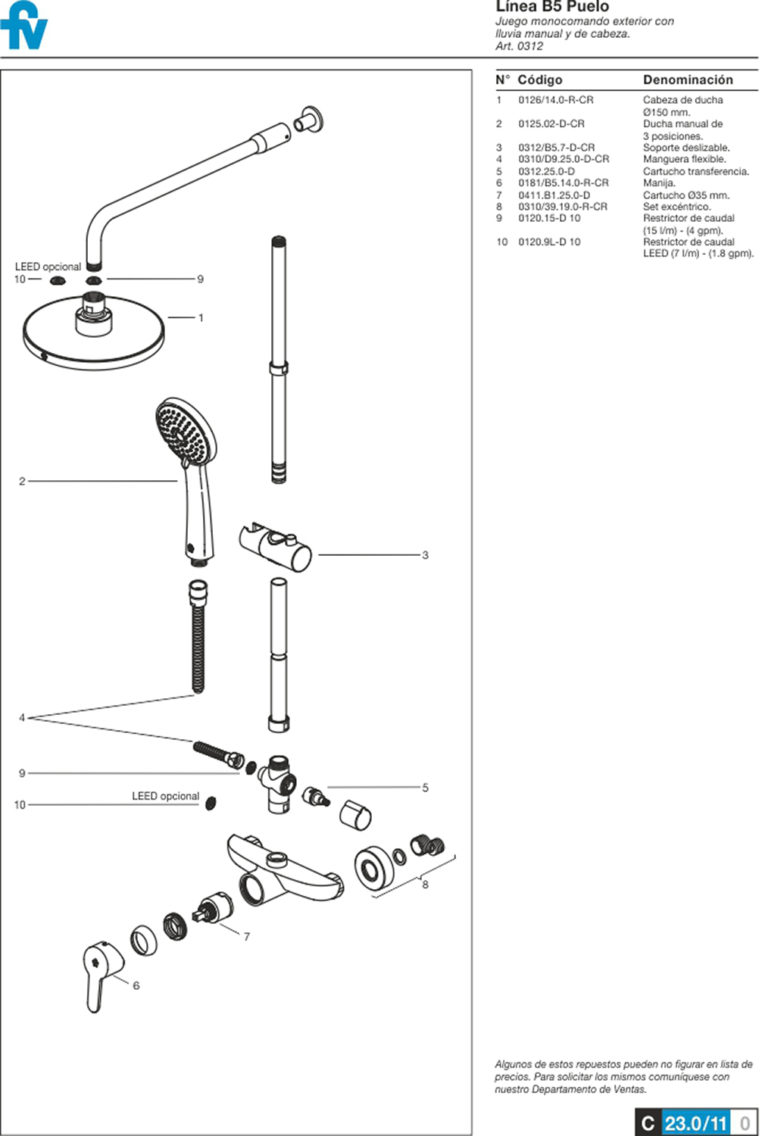 fv
Línea B5 Puelo
Juego monocomando exterior con
lluvia manual y de cabeza.
Art. 0312
N° Código Denominación
1 0126/14.0-R-CR Cabeza de ducha
Ø150 mm.
2 0125.02-D-CR Ducha manual de
3 posiciones.
3 0312/B5.7-D-CR Soporte deslizable.
4 0310/D9.25.0-D-CR Manguera flexible.
5 0312.25.0-D Cartucho transferencia.
6 0181/B5.14.0-R-CR Manija.
7 0411.B1.25.0-D Cartucho Ø35 mm.
8 0310/39.19.0-R-CR Set excéntrico.
9 0120.15-D 10 Restrictor de caudal
(15 l/m) - (4 gpm).
10 0120.9L-D 10 Restrictor de caudal
LEED (7 l/m) - (1.8 gpm).
LEED opcional
10
9
1
2
3
4
9
5
LEED opcional
10
8
7
6
Algunos de estos repuestos pueden no figurar en lista de
precios. Para solicitar los mismos comuníquese con
nuestro Departamento de Ventas.
C 23.0/11 0